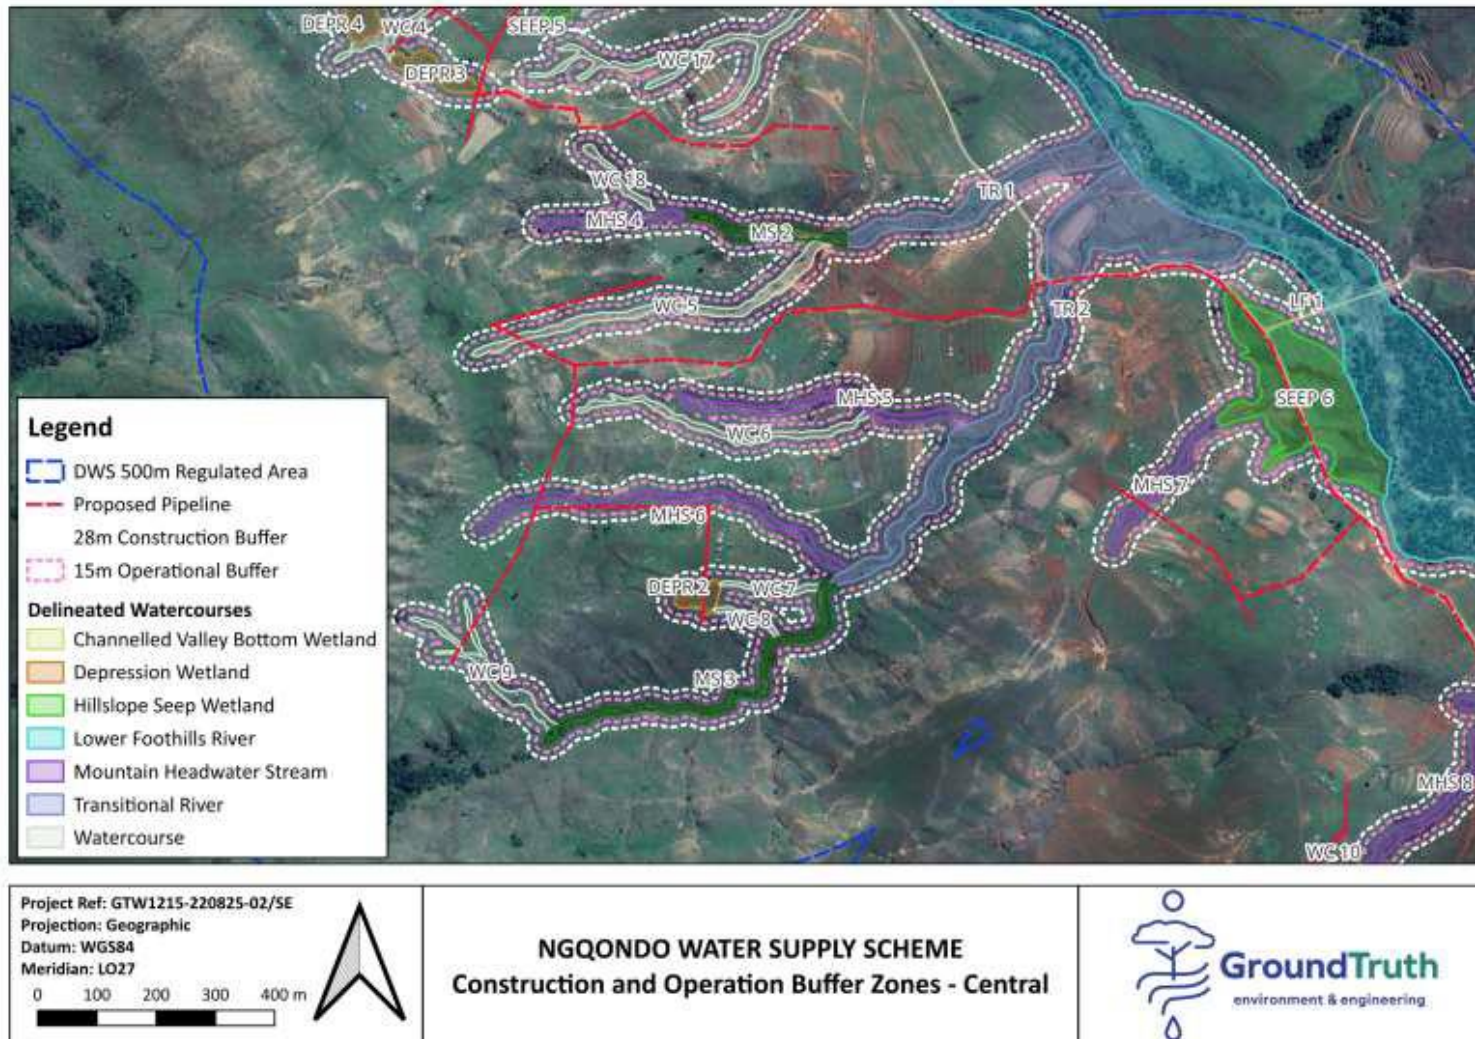 DEPR 4
WC 4
SEEP 5
DEPR 3
WC 17
WC 18
TR 1
MHS 4
MS 2
WC 5
TR 2
LF 1
MHS 5
SEEP 6
WC 6
MHS 7
MHS 6
DEPR 2
WC 7
WC 8
WC 9
MS 3
MHS 8
WC 10
Legend
DWS 500m Regulated Area
Proposed Pipeline
28m Construction Buffer
15m Operational Buffer
Delineated Watercourses
Channelled Valley Bottom Wetland
Depression Wetland
Hillslope Seep Wetland
Lower Foothills River
Mountain Headwater Stream
Transitional River
Watercourse
Project Ref: GTW1215-220825-02/SE
Projection: Geographic
Datum: WGS84
Meridian: LO27
0 100 200 300 400 m
NGQONDO WATER SUPPLY SCHEME
Construction and Operation Buffer Zones - Central
GroundTruth
environment & engineering